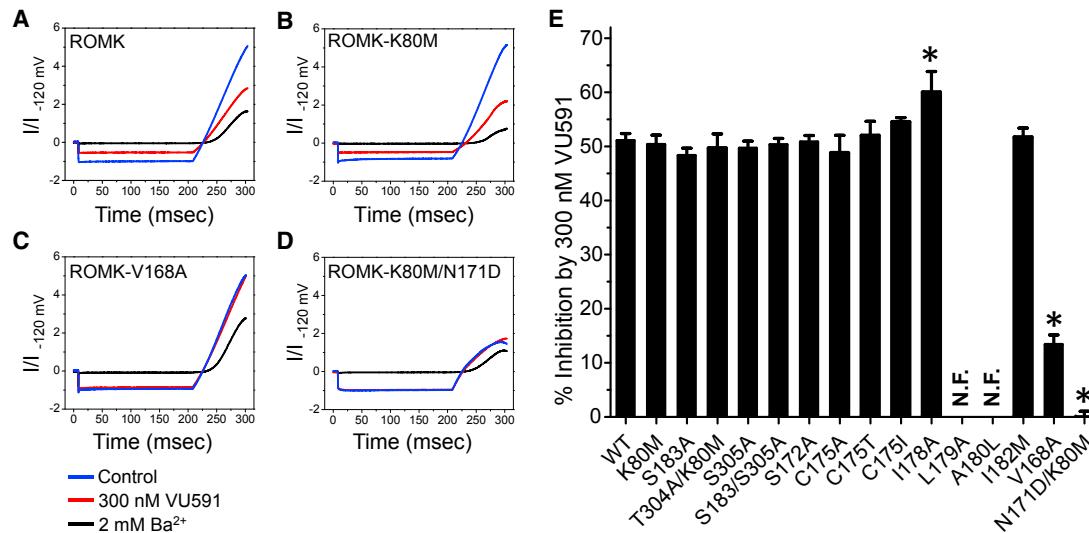 A
ROMK
I/I -120 mV
6
4
2
0
-2
0 50 100 150 200 250 300
Time (msec)
B
ROMK-K80M
I/I -120 mV
6
4
2
0
-2
0 50 100 150 200 250 300
Time (msec)
C
ROMK-V168A
I/I -120 mV
6
4
2
0
-2
0 50 100 150 200 250 300
Time (msec)
D
ROMK-K80M/N171D
I/I -120 mV
6
4
2
0
-2
0 50 100 150 200 250 300
Time (msec)
Control
300 nM VU591
2 mM Ba²⁺
E
% Inhibition by 300 nM VU591
70
60
50
40
30
20
10
0
*
N.F.
N.F.
*
*
WT
K80M
S183A
T304A/K80M
S305A
S183/S305A
S172A
C175A
C175T
C175I
I178A
L179A
A180L
I182M
V168A
N171D/K80M